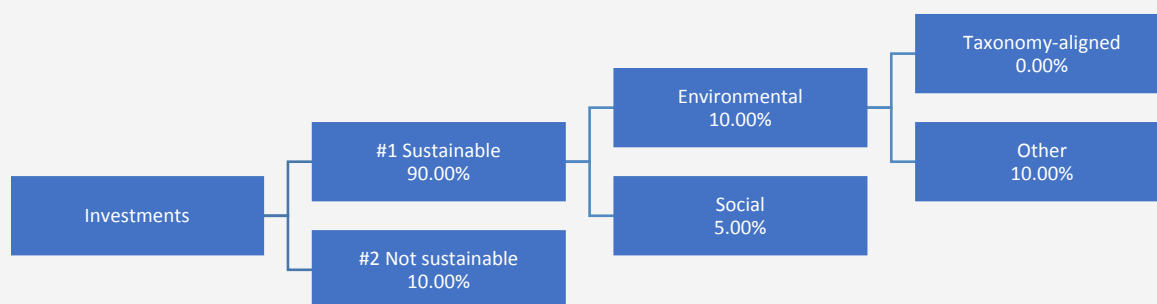 Investments
#1 Sustainable
90.00%
#2 Not sustainable
10.00%
Environmental
10.00%
Social
5.00%
Taxonomy-aligned
0.00%
Other
10.00%